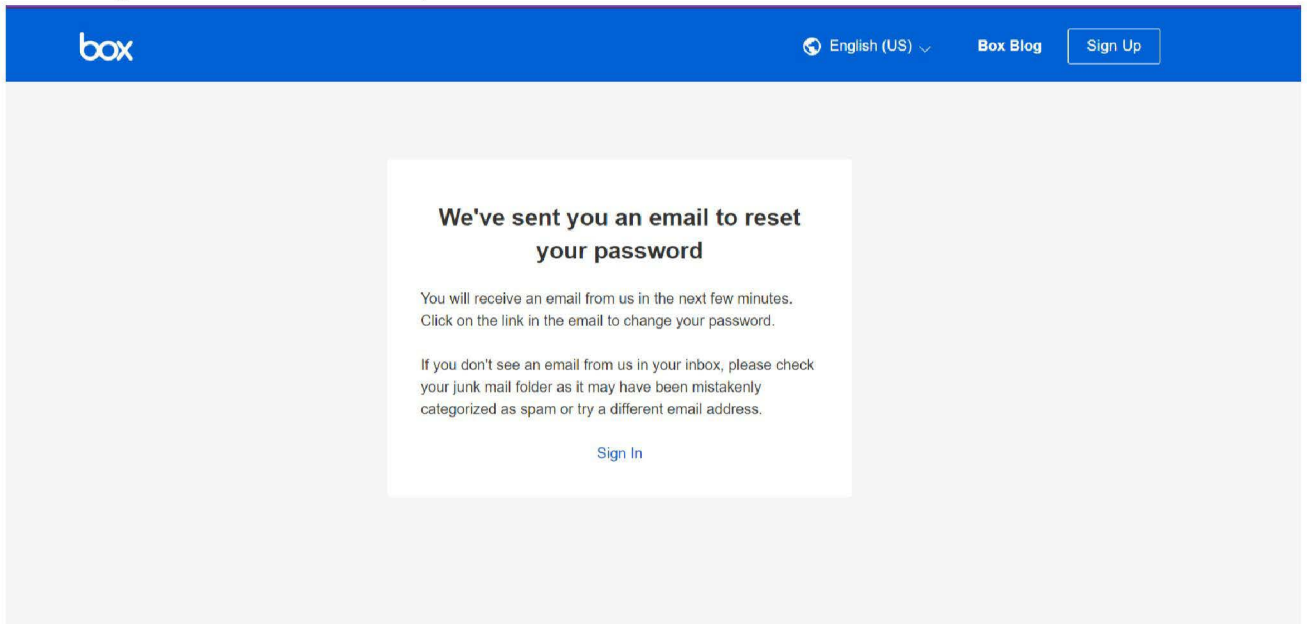 box
English (US)
Box Blog
Sign Up
We've sent you an email to reset
your password
You will receive an email from us in the next few minutes.
Click on the link in the email to change your password.
If you don't see an email from us in your inbox, please check
your junk mail folder as it may have been mistakenly
categorized as spam or try a different email address.
Sign In